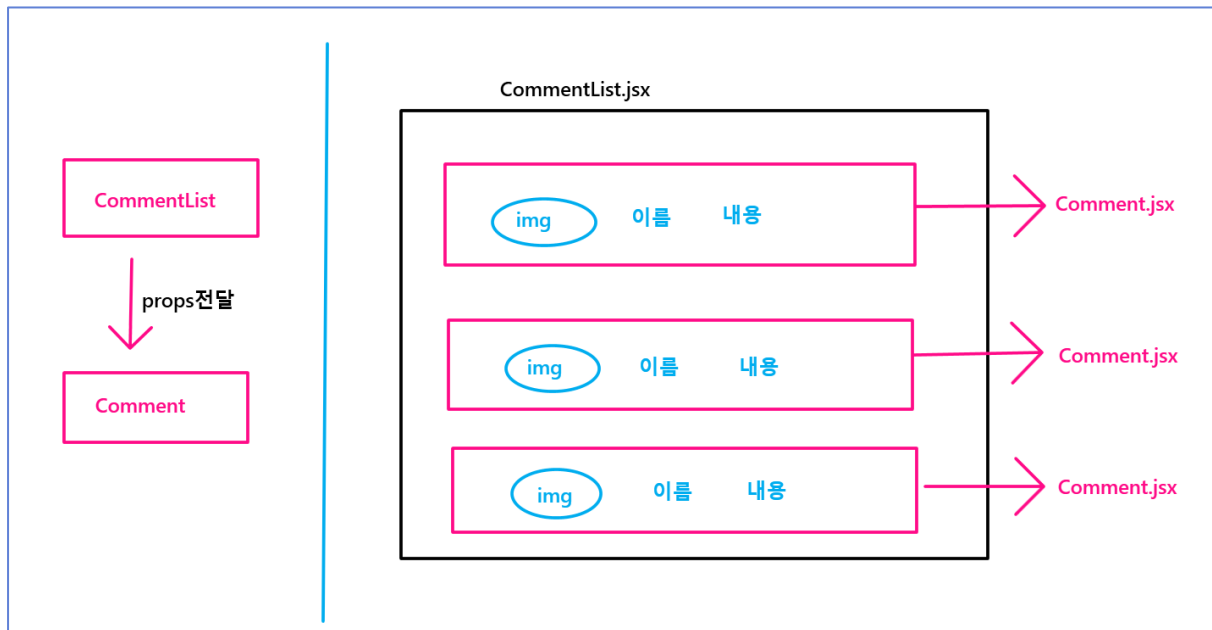 CommentList
props전달
Comment
CommentList.jsx
img 이름 내용
Comment.jsx
img 이름 내용
Comment.jsx
img 이름 내용
Comment.jsx